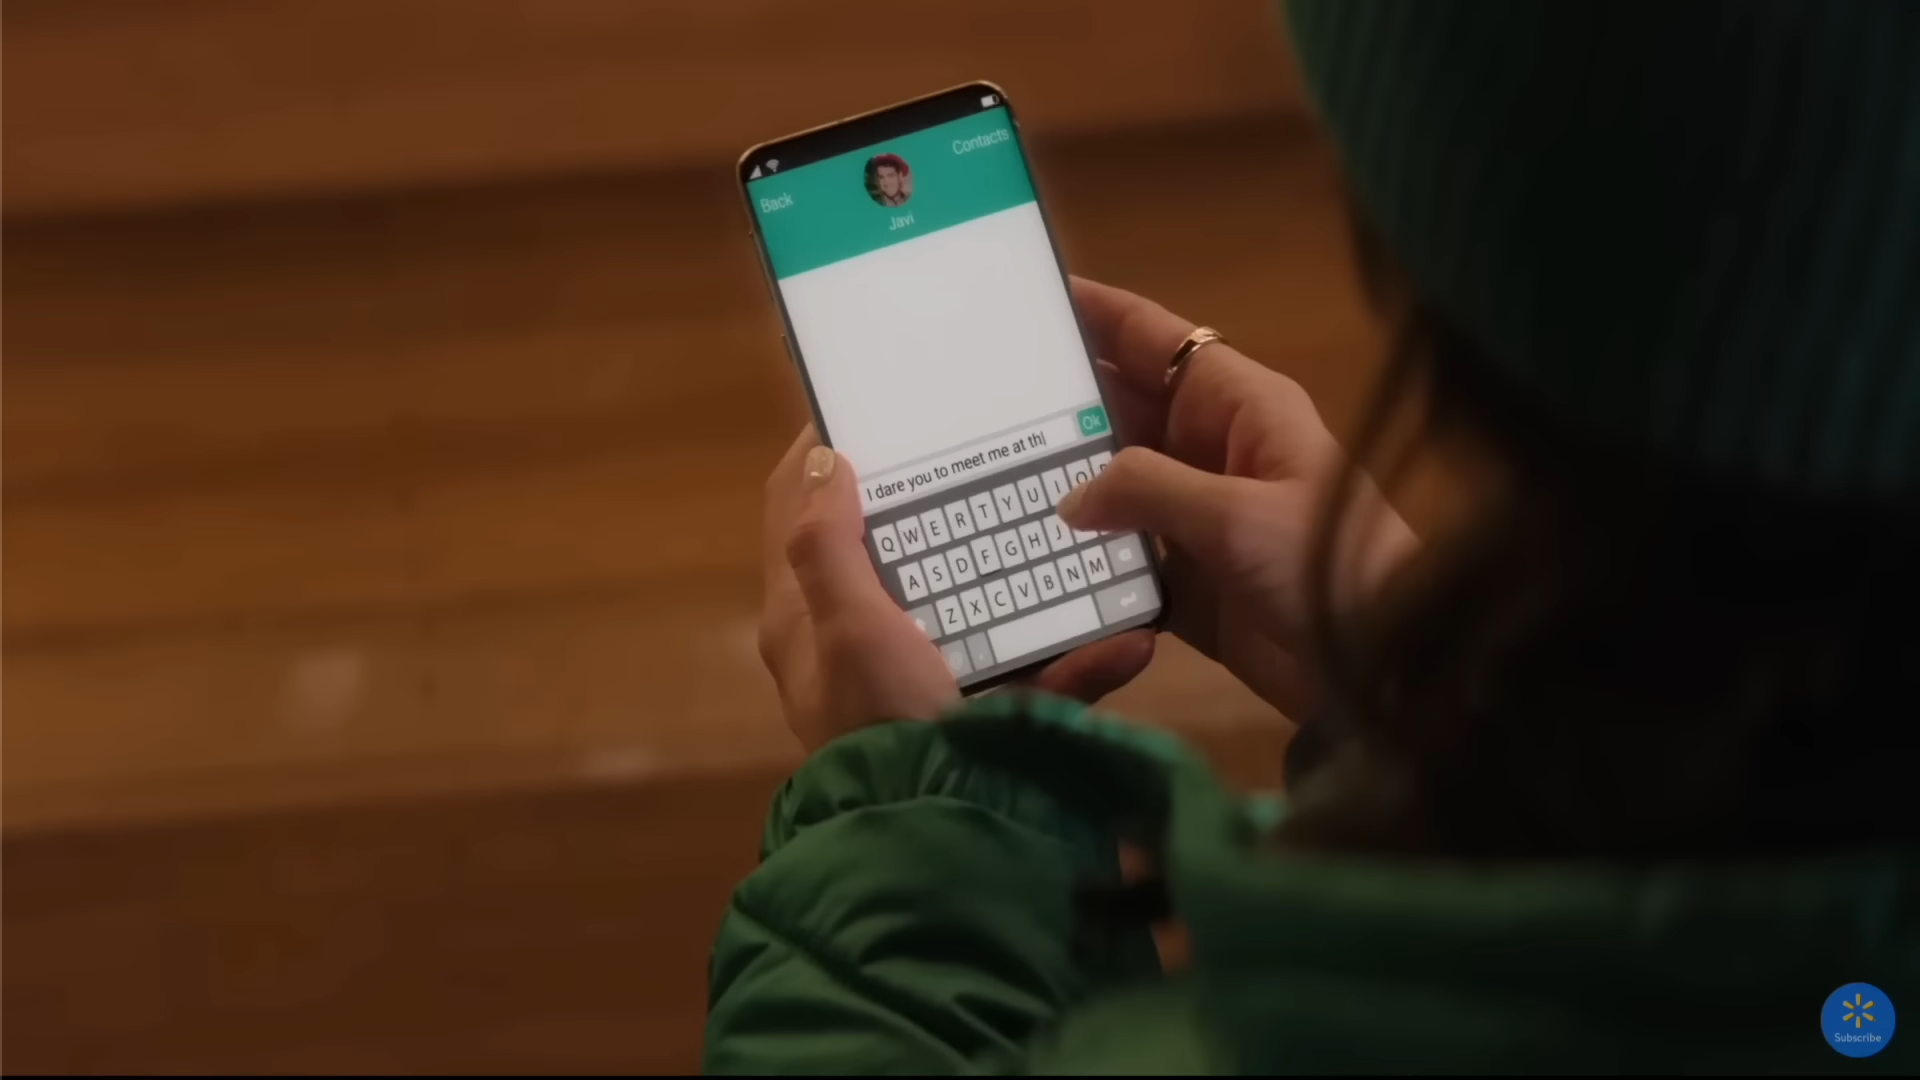 Contacts
Back
Javi
I dare you to meet me at th
Ok
Q W E R T Y U I O P
A S D F G H J
Z X C V B N M
Subscribe